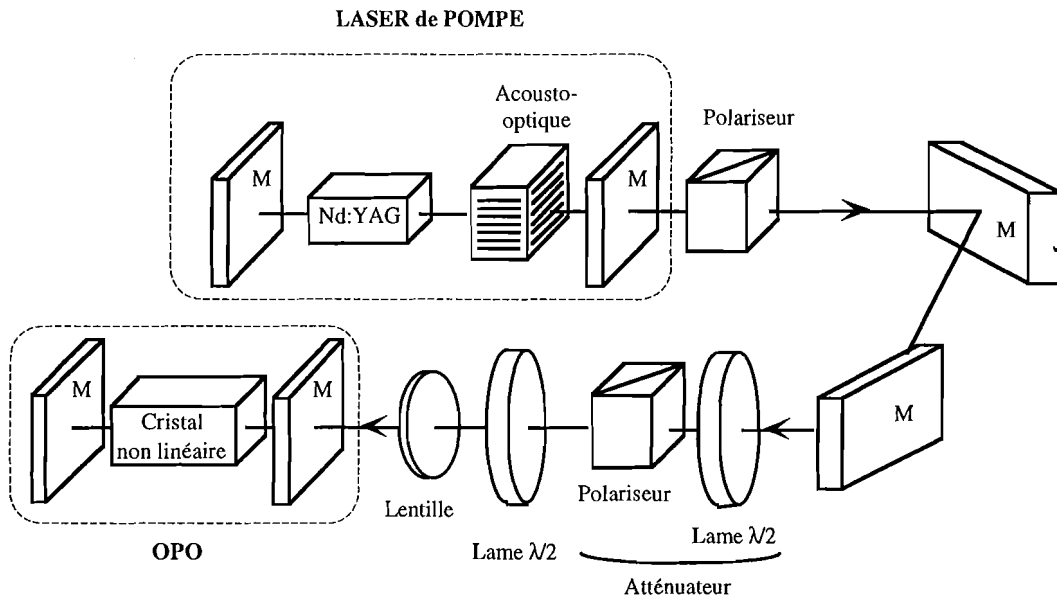 LASER de POMPE
Acousto-
optique
Polariseur
M
Nd:YAG
M
M
M
Cristal
non linéaire
M
M
Lentille
Polariseur
OPO
Lame λ/2
Lame λ/2
Atténuateur